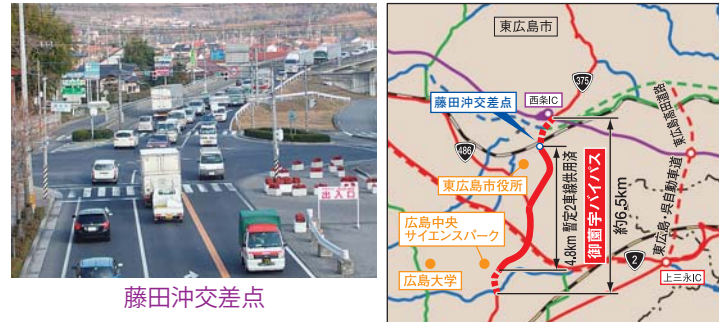 出入口
藤田沖交差点
東広島市
375
西条IC
藤田沖交差点
486
東広島市役所
広島中央
サイエンスパーク
広島大学
4.8km 暫定2車線供用済
御薗宇バイパス
約6.5km
東広島高田道路
東広島・呉自動車道
2
上三永IC